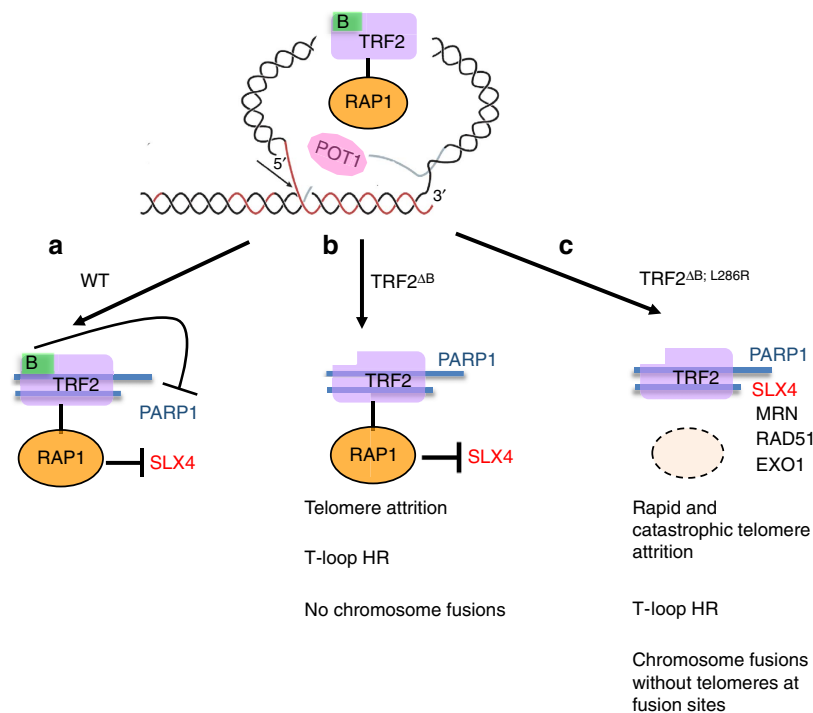 B
TRF2
RAP1
POT1
5′
3′
a
WT
B
TRF2
PARP1
RAP1
SLX4
b
TRF2ΔB
PARP1
TRF2
RAP1
SLX4
Telomere attrition
T-loop HR
No chromosome fusions
c
TRF2ΔB; L286R
PARP1
TRF2
SLX4
MRN
RAD51
EXO1
Rapid and
catastrophic telomere
attrition
T-loop HR
Chromosome fusions
without telomeres at
fusion sites